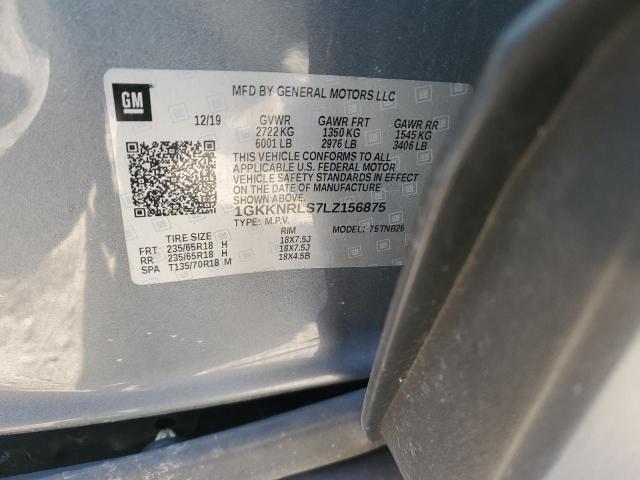 GM
MFD BY GENERAL MOTORS LLC
12/19 GVWR GAWR FRT GAWR RR
2722 KG 1350 KG 1545 KG
6001 LB 2976 LB 3406 LB
THIS VEHICLE CONFORMS TO ALL
APPLICABLE U.S. FEDERAL MOTOR
VEHICLE SAFETY STANDARDS IN EFFECT
ON THE DATE OF MANUFACTURE SHOWN ABOVE.
1GKKNRLS7LZ156875
TYPE: M.P.V. MODEL: 7STNB26
TIRE SIZE RIM
FRT 235/65R18 H 18X7.5J
RR 235/65R18 H 18X7.5J
SPA T135/70R18 M 18X4.5B